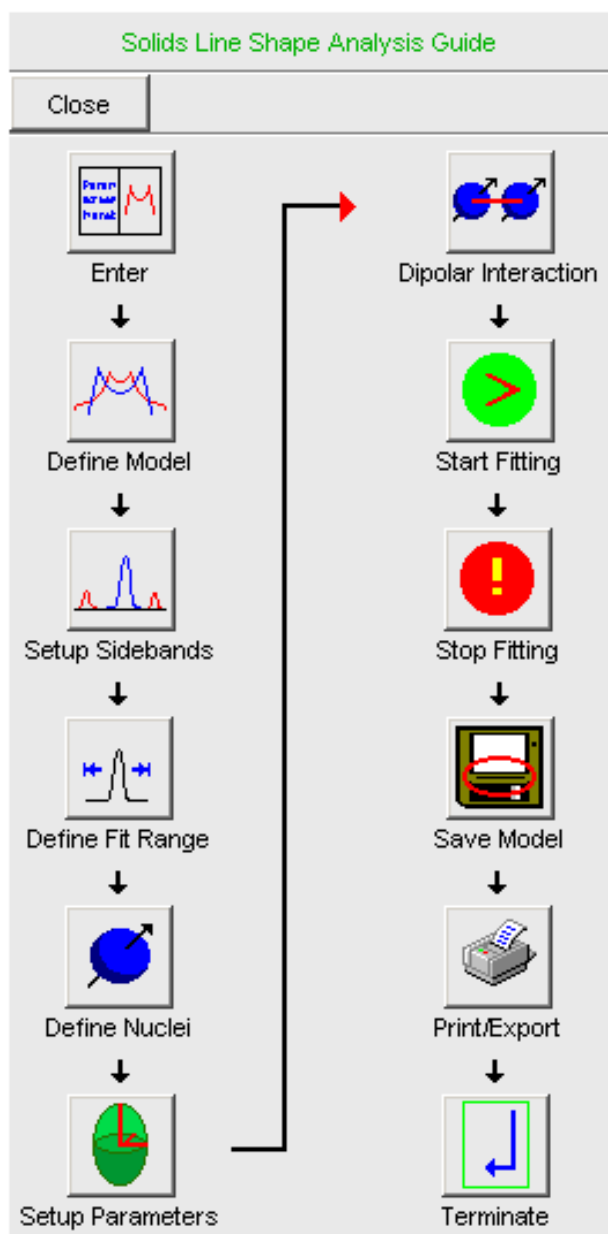 Solids Line Shape Analysis Guide
Close
Enter
Define Model
Setup Sidebands
Define Fit Range
Define Nuclei
Setup Parameters
Dipolar Interaction
>
Start Fitting
!
Stop Fitting
Save Model
Print/Export
Terminate